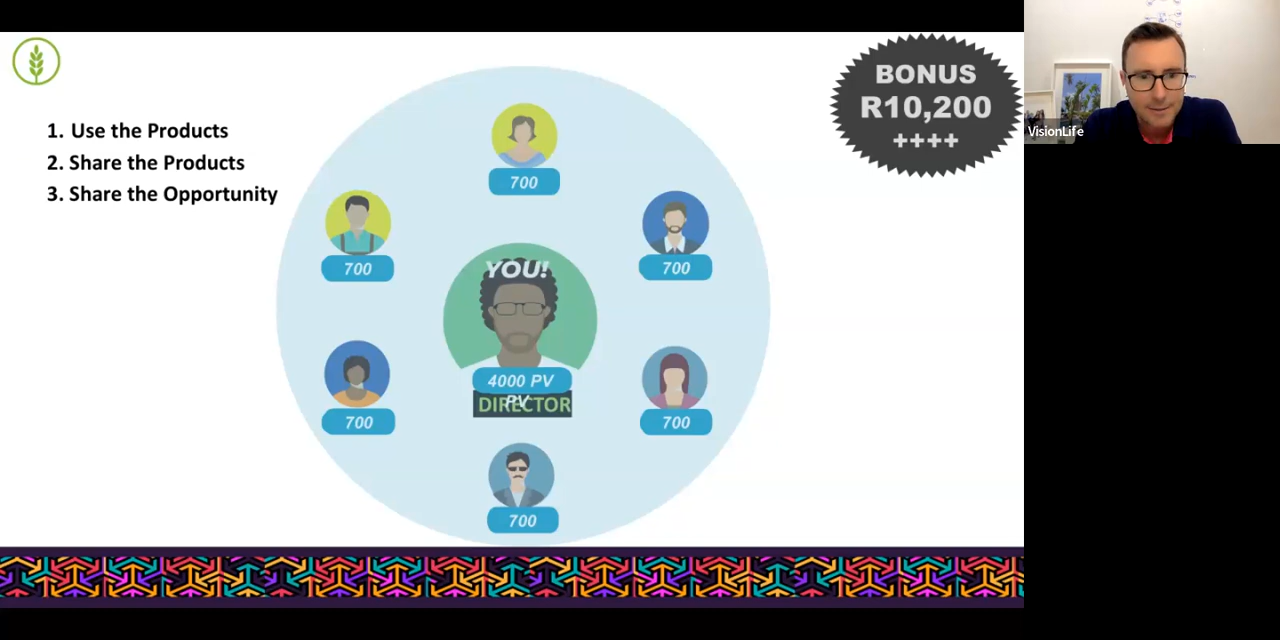 1. Use the Products
2. Share the Products
3. Share the Opportunity
BONUS
R10,200
++++
VisionLife
700
700
700
YOU!
4000 PV
PV
DIRECTOR
700
700
700